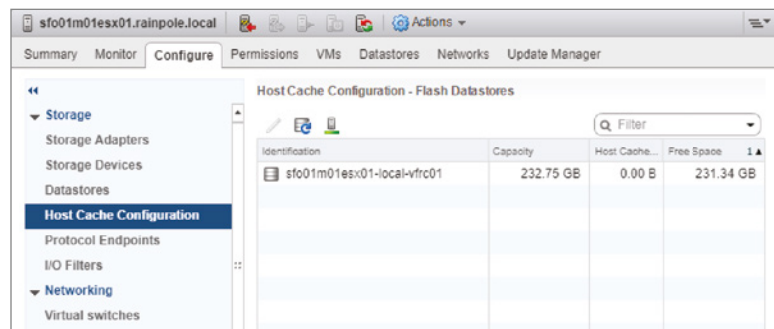 sfo01m01esx01.rainpole.local Actions
Summary Monitor Configure Permissions VMs Datastores Networks Update Manager
Storage
Storage Adapters
Storage Devices
Datastores
Host Cache Configuration
Protocol Endpoints
I/O Filters
Networking
Virtual switches
Host Cache Configuration - Flash Datastores
Filter
Identification Capacity Host Cache... Free Space 1
sfo01m01esx01-local-vfrc01 232.75 GB 0.00 B 231.34 GB